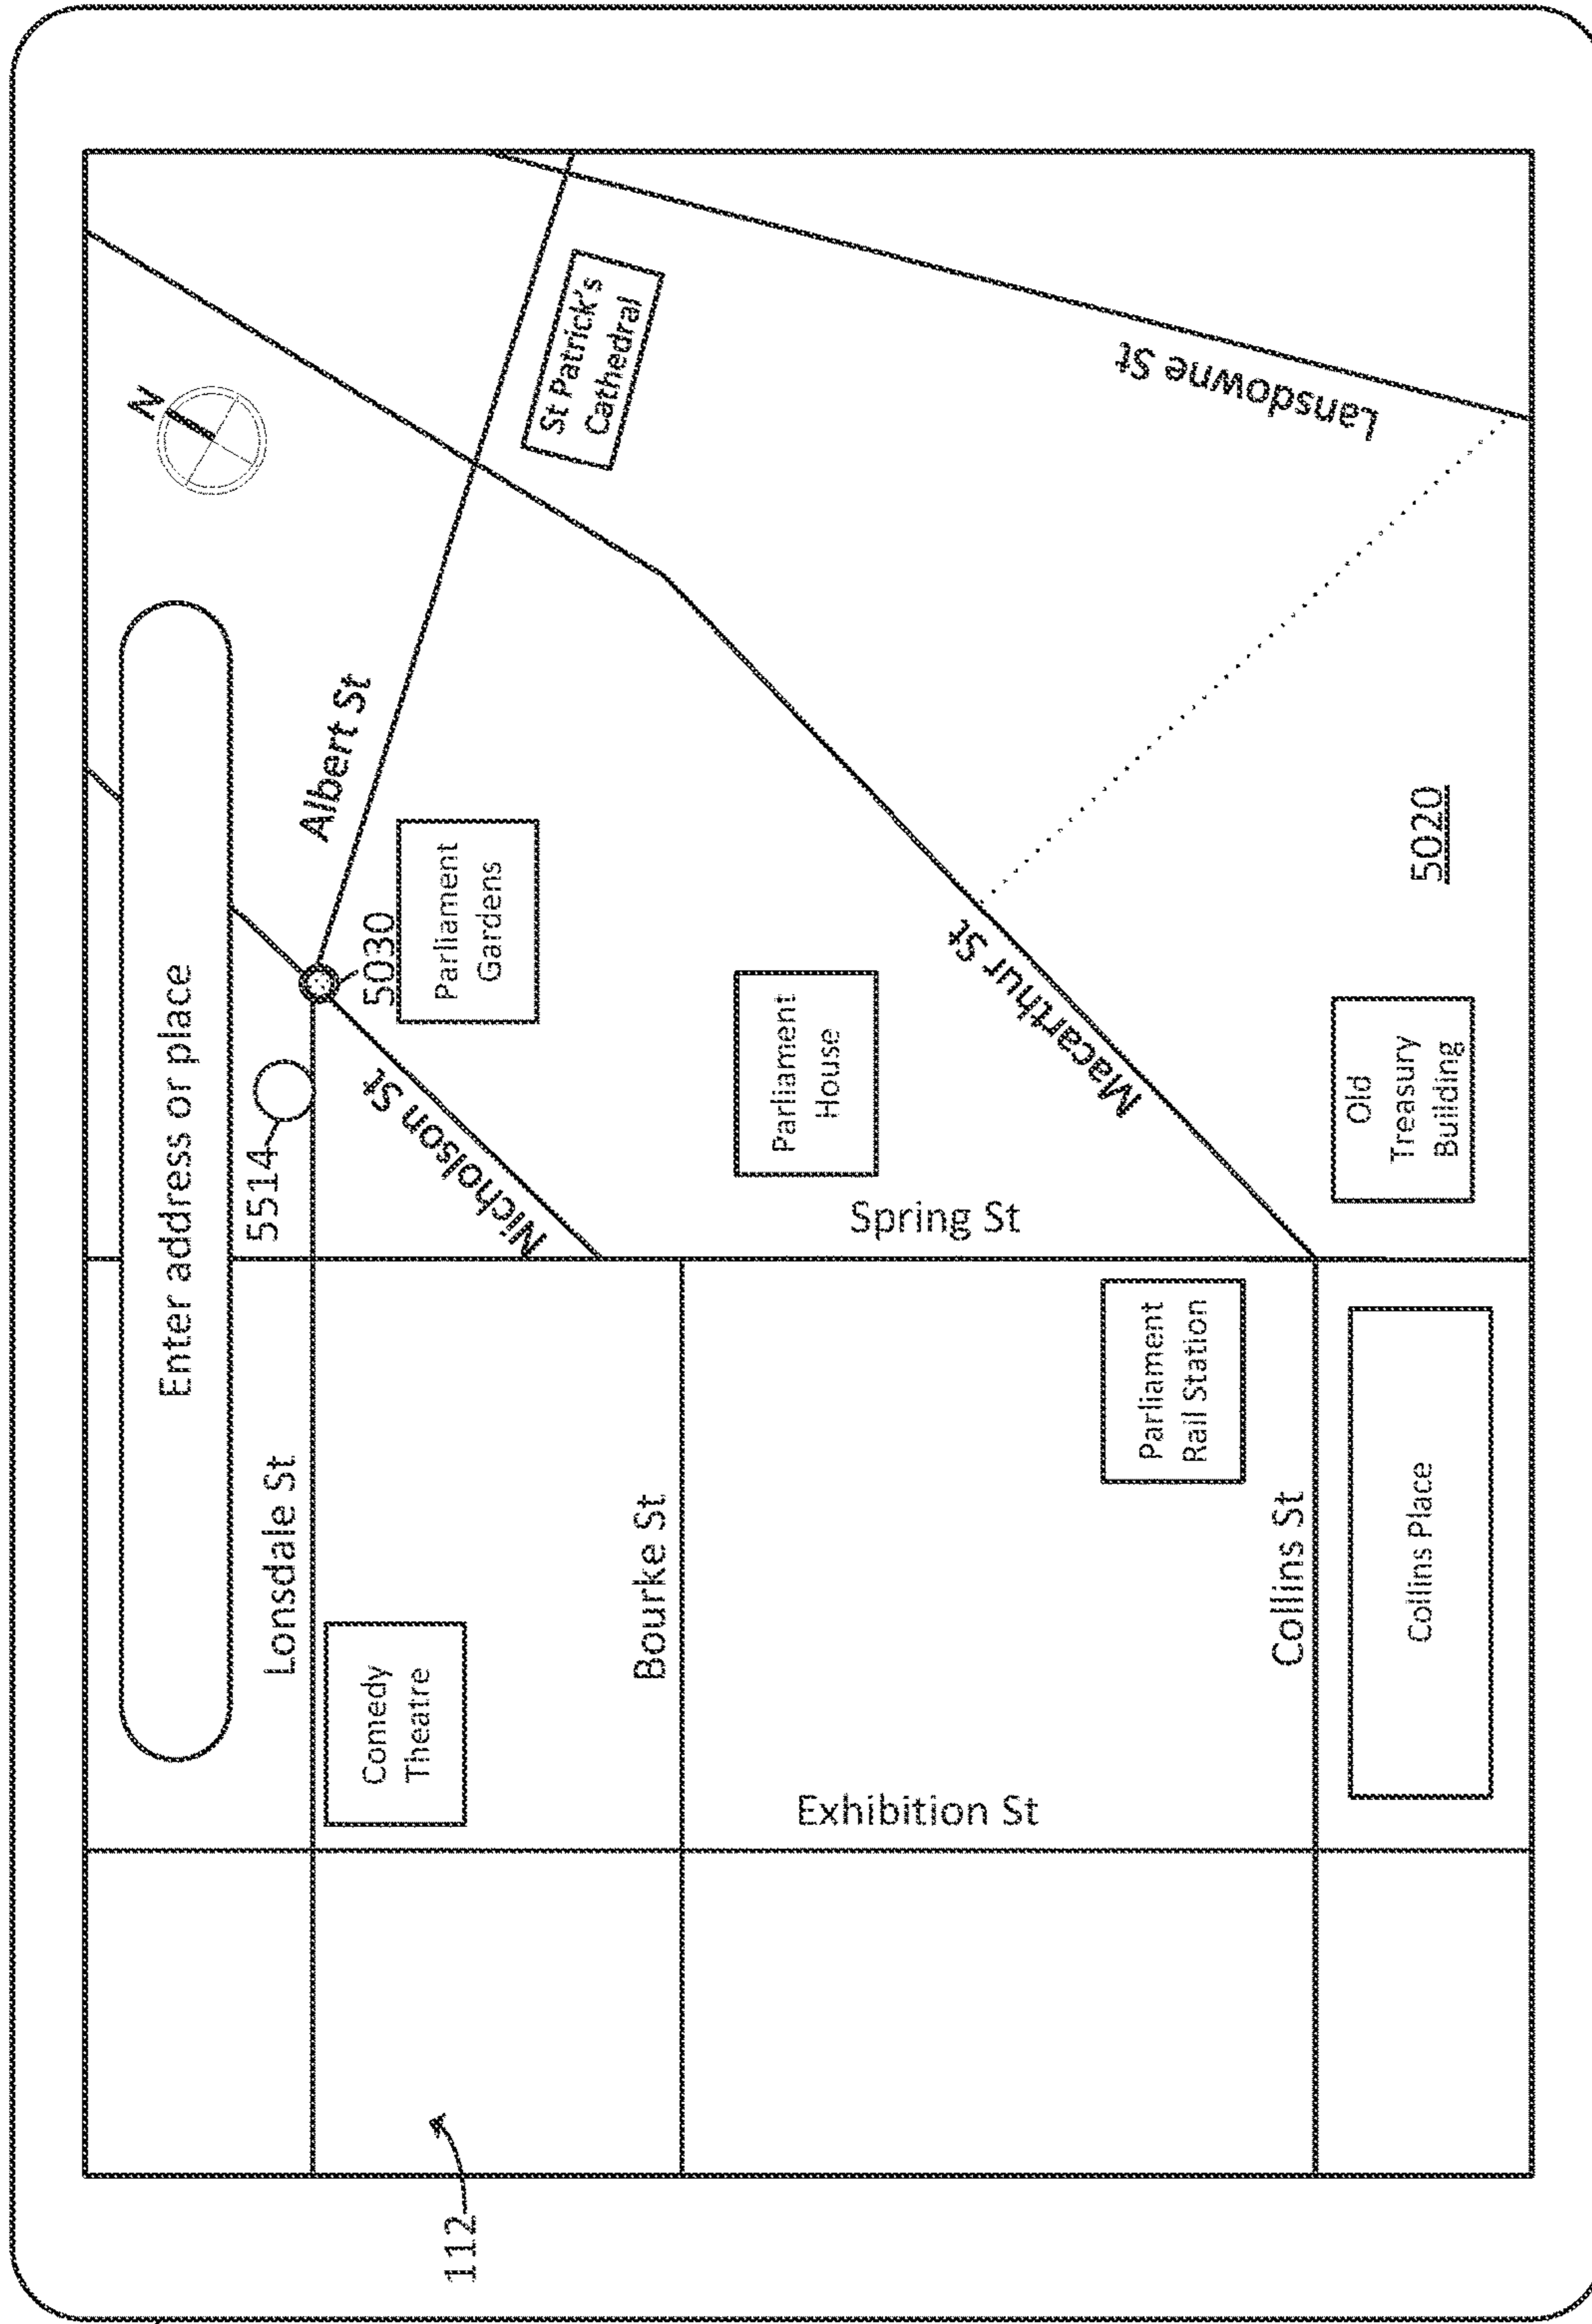 Enter address or place
N
5514
Lonsdale St
Albert St
5030
Nicholson St
Comedy
Theatre
Parliament
Gardens
St Patrick's
Cathedral
112
Bourke St
Parliament
House
Exhibition St
Spring St
Macarthur St
Lansdowne St
Parliament
Rail Station
Collins St
Collins Place
Old
Treasury
Building
5020